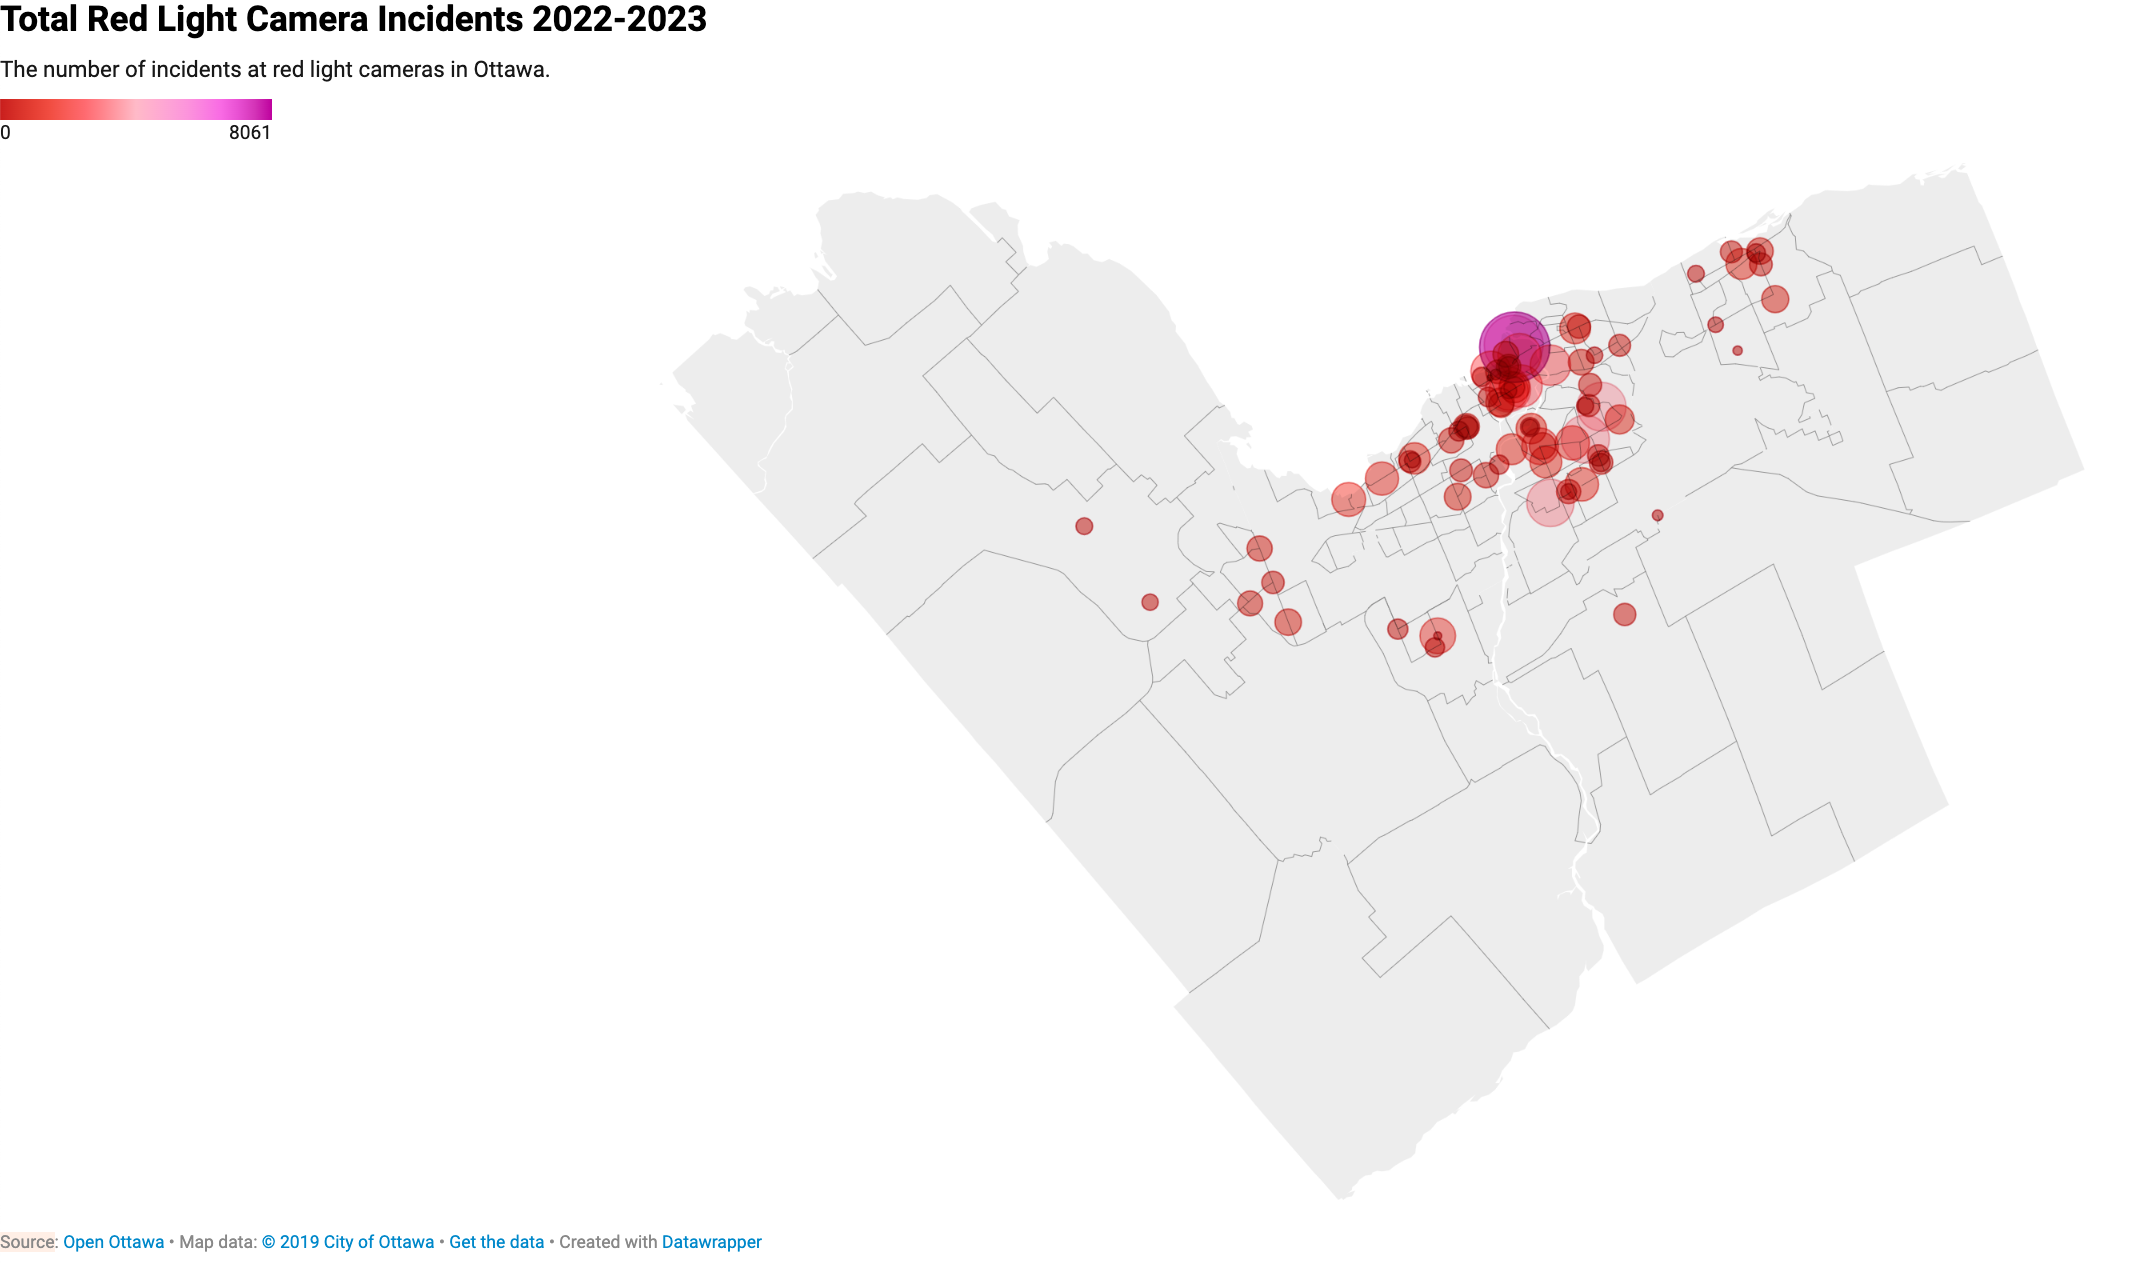 Total Red Light Camera Incidents 2022-2023
The number of incidents at red light cameras in Ottawa.
0 8061
Source: Open Ottawa • Map data: © 2019 City of Ottawa • Get the data • Created with Datawrapper